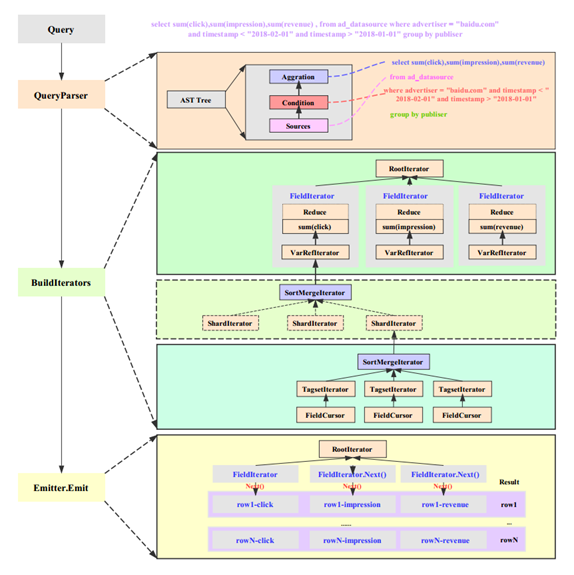 Query
select sum(click),sum(impression),sum(revenue) , from ad_datasource where advertiser = "baidu.com"
and timestamp < "2018-02-01" and timestamp > "2018-01-01" group by publiser
QueryParser
AST Tree
Aggration
Condition
Sources
select sum(click),sum(impression),sum(revenue)
from ad_datasource
where advertiser = "baidu.com" and timestamp < "
2018-02-01" and timestamp > "2018-01-01"
group by publiser
BuildIterators
RootIterator
FieldIterator FieldIterator FieldIterator
Reduce Reduce Reduce
sum(click) sum(impression) sum(revenue)
VarRefIterator VarRefIterator VarRefIterator
SortMergeIterator
ShardIterator ShardIterator ShardIterator
SortMergeIterator
TagsetIterator TagsetIterator TagsetIterator
FieldCursor FieldCursor FieldCursor
Emitter.Emit
RootIterator
FieldIterator FieldIterator.Next() FieldIterator.Next() Result
Next() Next() Next()
row1-click row1-impression row1-revenue row1
...... ...
rowN-click rowN-impression rowN-revenue rowN